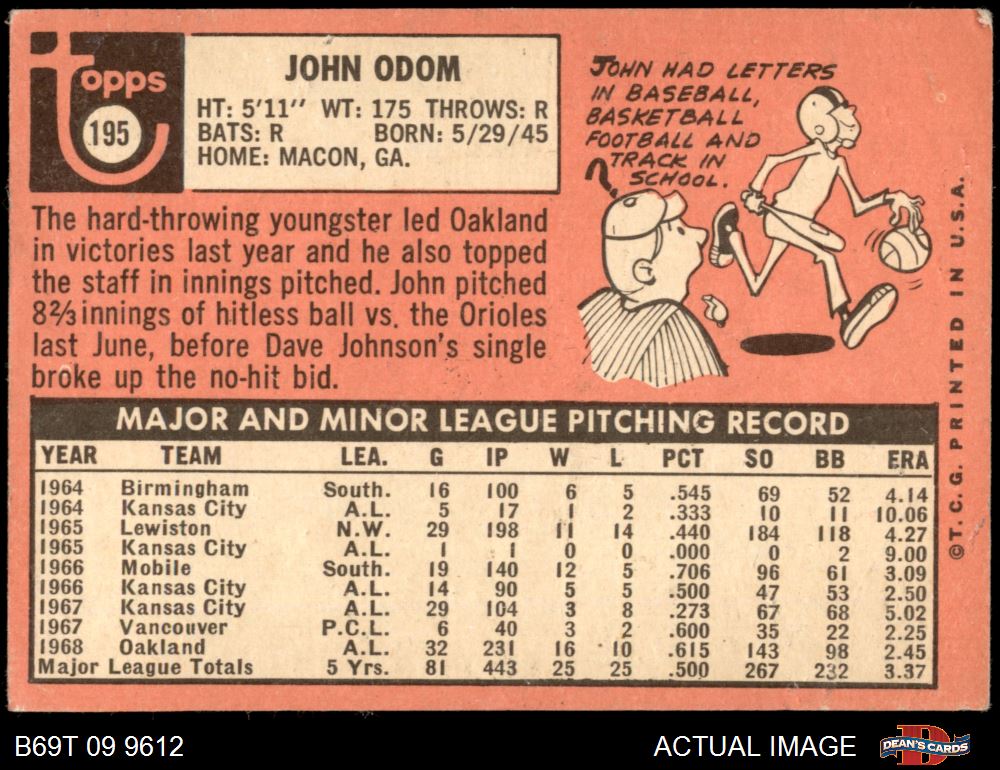 Topps
195
JOHN ODOM
HT: 5'11" WT: 175 THROWS: R
BATS: R BORN: 5/29/45
HOME: MACON, GA.
The hard-throwing youngster led Oakland
in victories last year and he also topped
the staff in innings pitched. John pitched
8 2/3 innings of hitless ball vs. the Orioles
last June, before Dave Johnson's single
broke up the no-hit bid.
JOHN HAD LETTERS
IN BASEBALL,
BASKETBALL
FOOTBALL AND
TRACK IN
SCHOOL.
?
MAJOR AND MINOR LEAGUE PITCHING RECORD
YEAR TEAM LEA. G IP W L PCT SO BB ERA
1964 Birmingham South. 16 100 6 5 .545 69 52 4.14
1964 Kansas City A.L. 5 17 1 2 .333 10 11 10.06
1965 Lewiston N.W. 29 198 11 14 .440 184 118 4.27
1965 Kansas City A.L. 1 1 0 0 .000 0 2 9.00
1966 Mobile South. 19 140 12 5 .706 96 61 3.09
1966 Kansas City A.L. 14 90 5 5 .500 47 53 2.50
1967 Kansas City A.L. 29 104 3 8 .273 67 68 5.02
1967 Vancouver P.C.L. 6 40 3 2 .600 35 22 2.25
1968 Oakland A.L. 32 231 16 10 .615 143 98 2.45
Major League Totals 5 Yrs. 81 443 25 25 .500 267 232 3.37
©T.C.G. PRINTED IN U.S.A.
B69T 09 9612
ACTUAL IMAGE
D
DEAN'S CARDS